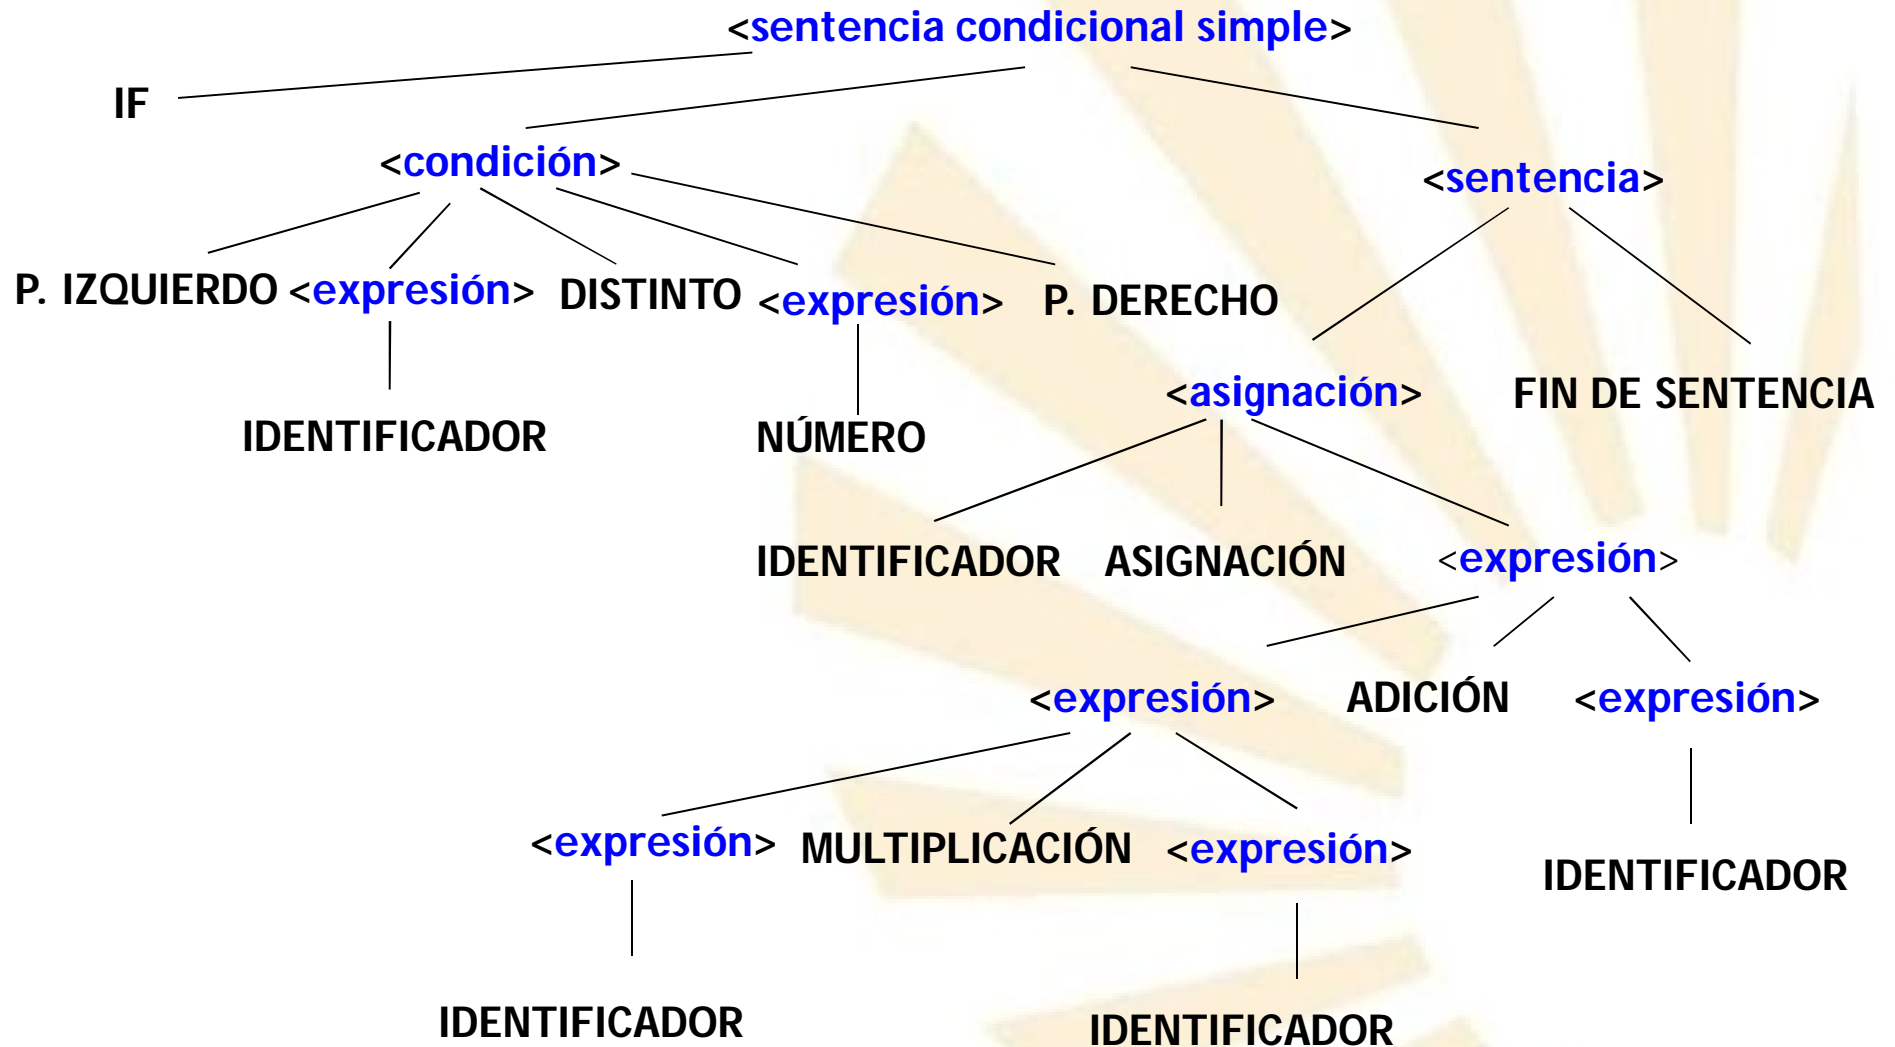 <sentencia condicional simple>
IF
<condición>
<sentencia>
P. IZQUIERDO <expresión> DISTINTO <expresión> P. DERECHO
<asignación> FIN DE SENTENCIA
IDENTIFICADOR NÚMERO
IDENTIFICADOR ASIGNACIÓN <expresión>
<expresión> ADICIÓN <expresión>
<expresión> MULTIPLICACIÓN <expresión>
IDENTIFICADOR
IDENTIFICADOR IDENTIFICADOR